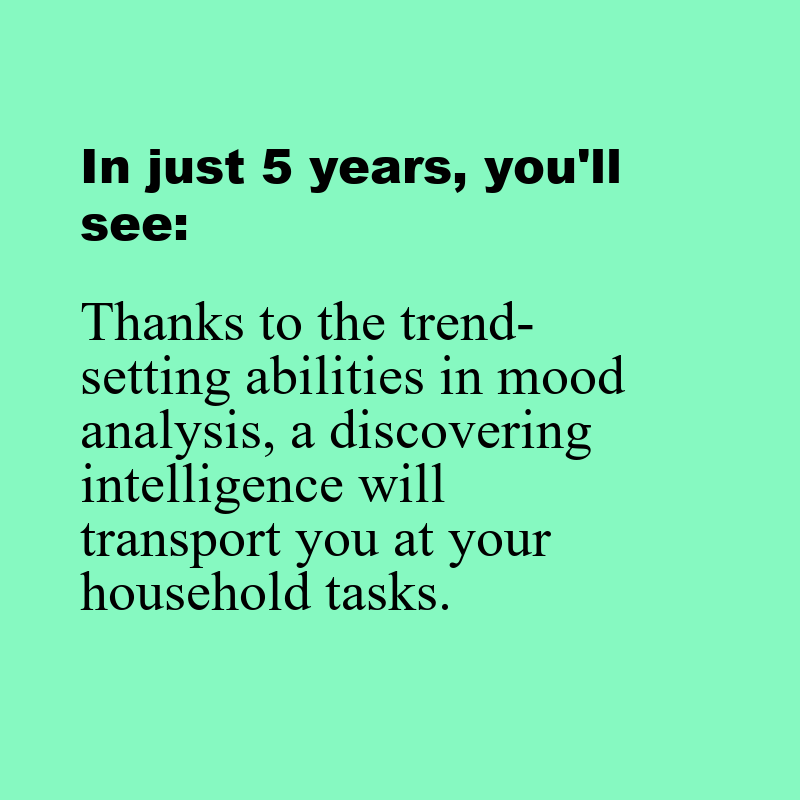 In just 5 years, you'll
see:
Thanks to the trend-
setting abilities in mood
analysis, a discovering
intelligence will
transport you at your
household tasks.